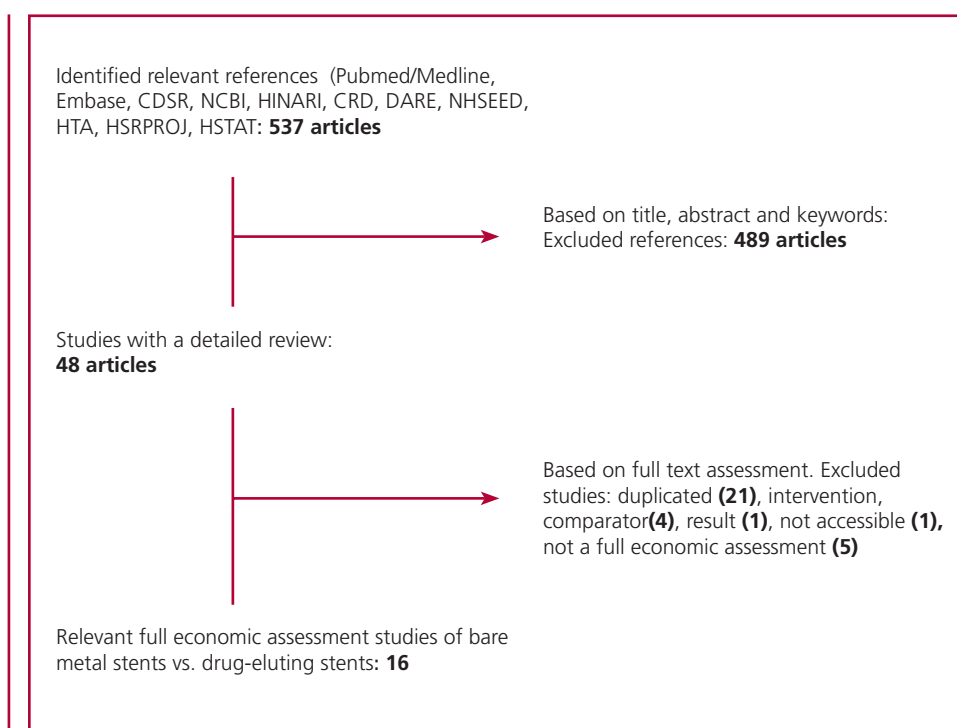 Identified relevant references (Pubmed/Medline,
Embase, CDSR, NCBI, HINARI, CRD, DARE, NHSEED,
HTA, HSRPROJ, HSTAT: 537 articles
Based on title, abstract and keywords:
Excluded references: 489 articles
Studies with a detailed review:
48 articles
Based on full text assessment. Excluded
studies: duplicated (21), intervention,
comparator(4), result (1), not accessible (1),
not a full economic assessment (5)
Relevant full economic assessment studies of bare
metal stents vs. drug-eluting stents: 16